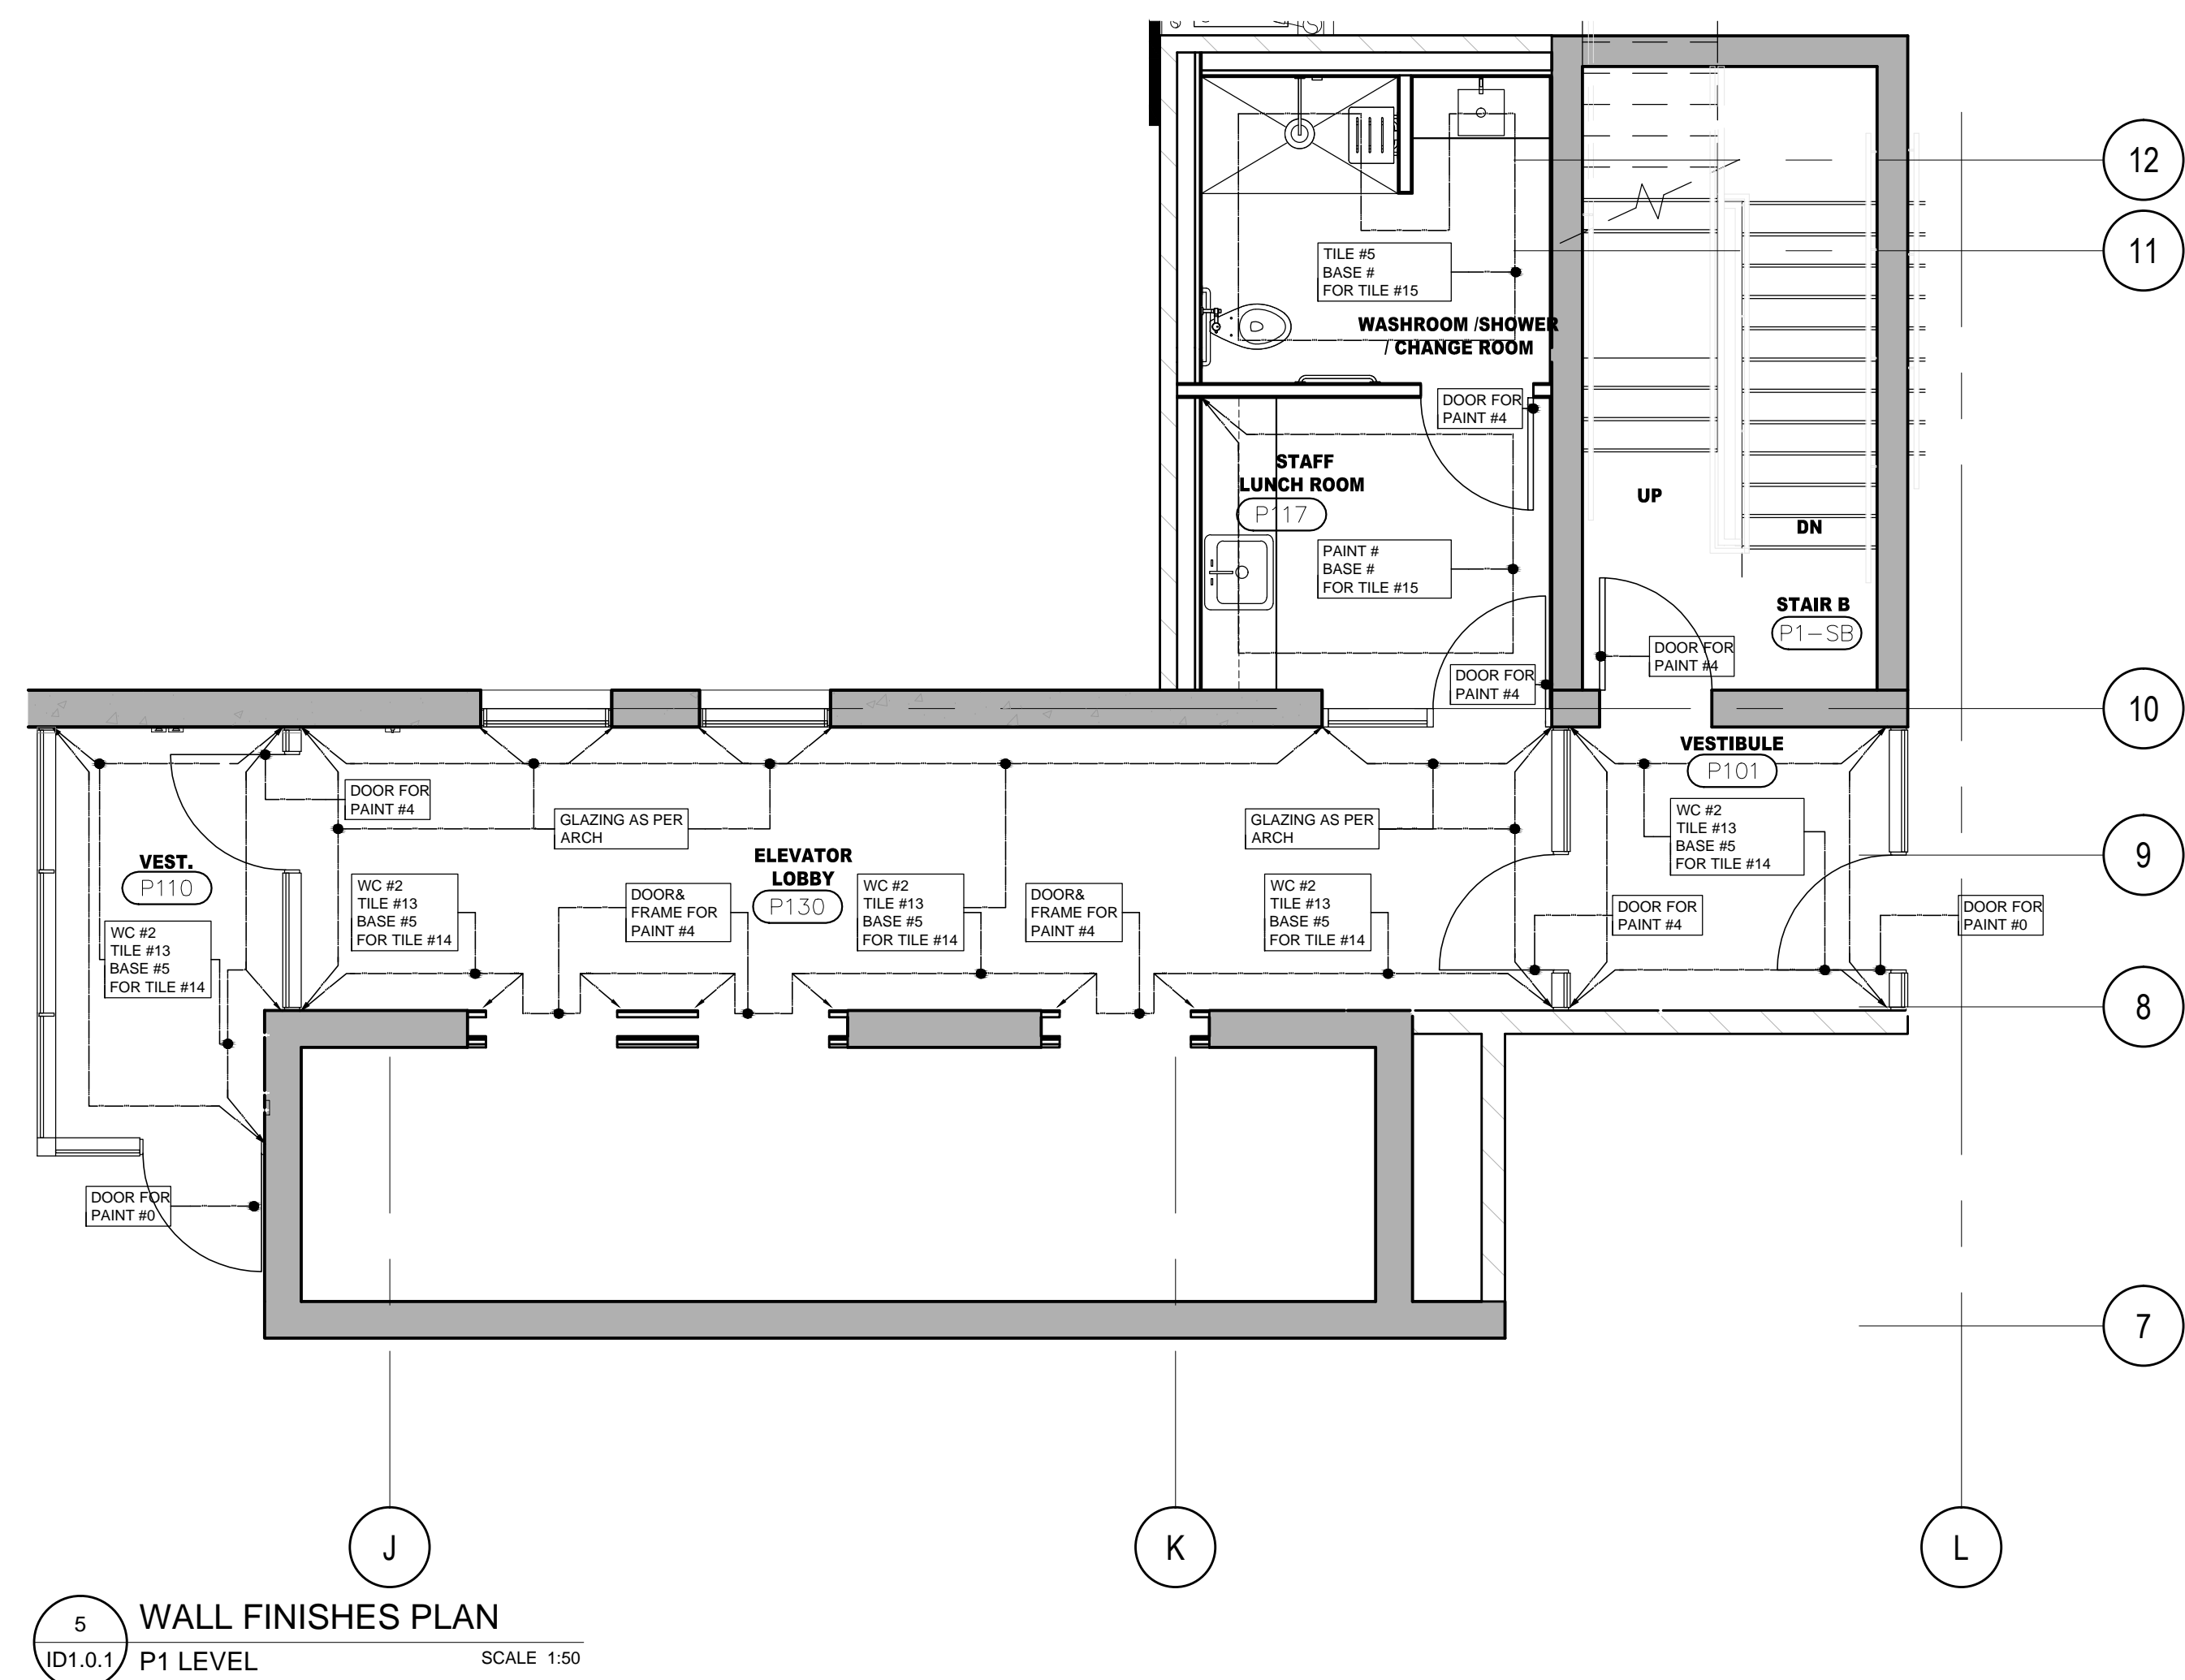 12
11
TILE #5
BASE #
FOR TILE #15
WASHROOM /SHOWER
/ CHANGE ROOM
DOOR FOR
PAINT #4
STAFF
LUNCH ROOM
P117
UP
DN
PAINT #
BASE #
FOR TILE #15
STAIR B
P1-SB
DOOR FOR
PAINT #4
DOOR FOR
PAINT #4
10
VESTIBULE
P101
DOOR FOR
PAINT #4
GLAZING AS PER
ARCH
GLAZING AS PER
ARCH
WC #2
TILE #13
BASE #5
FOR TILE #14
9
VEST.
P110
ELEVATOR
LOBBY
P130
WC #2
TILE #13
BASE #5
FOR TILE #14
DOOR&
FRAME FOR
PAINT #4
WC #2
TILE #13
BASE #5
FOR TILE #14
DOOR&
FRAME FOR
PAINT #4
WC #2
TILE #13
BASE #5
FOR TILE #14
DOOR FOR
PAINT #4
DOOR FOR
PAINT #0
WC #2
TILE #13
BASE #5
FOR TILE #14
8
DOOR FOR
PAINT #0
7
J
K
L
5
ID1.0.1
WALL FINISHES PLAN
P1 LEVEL
SCALE 1:50